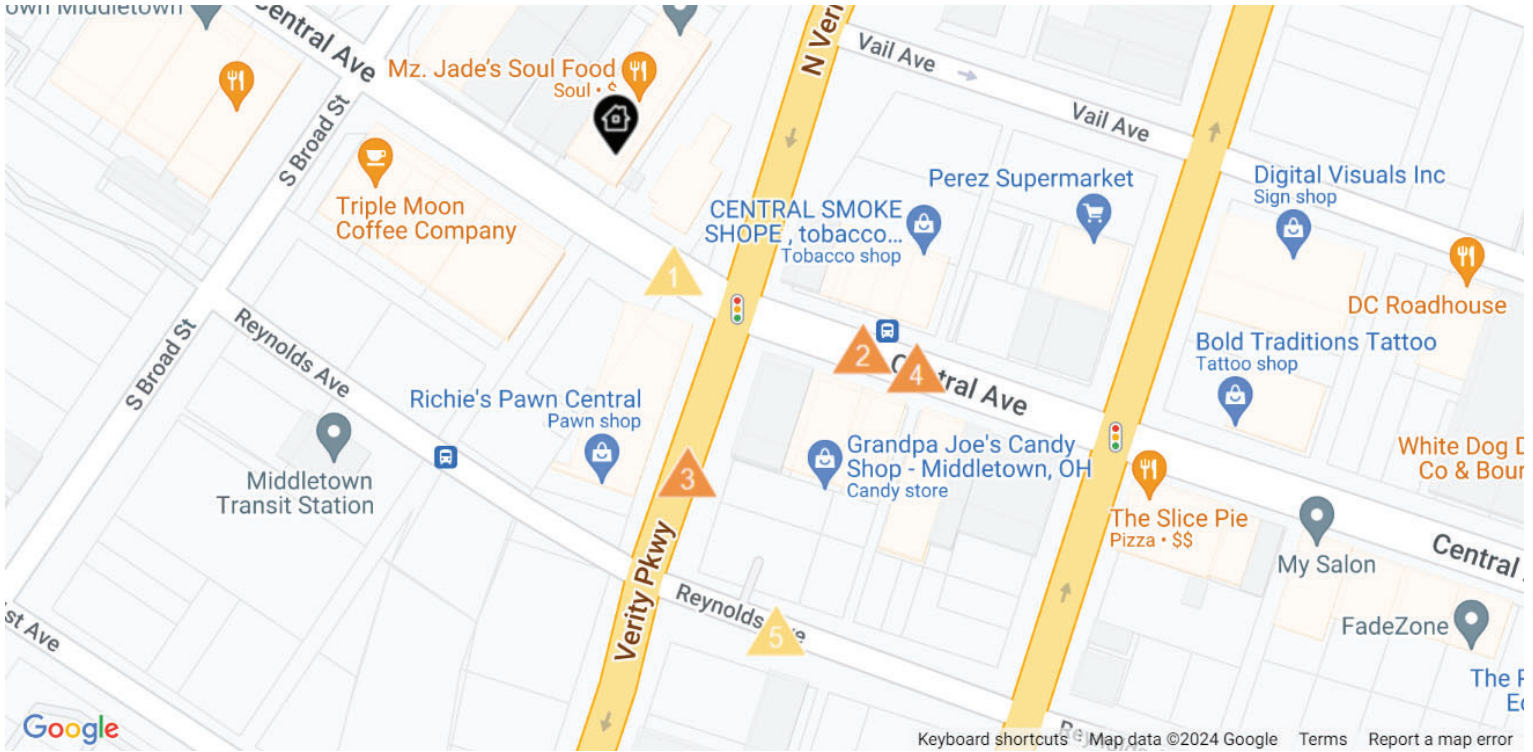 own Middletown
Central Ave
Mz. Jade's Soul Food
Soul • $
N Veri
Vail Ave
Vail Ave
S Broad St
Triple Moon
Coffee Company
CENTRAL SMOKE
SHOPE , tobacco...
Tobacco shop
Perez Supermarket
Digital Visuals Inc
Sign shop
DC Roadhouse
1
2
4
Central Ave
Bold Traditions Tattoo
Tattoo shop
S Broad St
Reynolds Ave
Richie's Pawn Central
Pawn shop
Middletown
Transit Station
3
Grandpa Joe's Candy
Shop - Middletown, OH
Candy store
White Dog D
Co & Bour
The Slice Pie
Pizza • $$
My Salon
Central
Verity Pkwy
Reynolds Ave
5
FadeZone
st Ave
The
Google
Keyboard shortcuts
Map data ©2024 Google
Terms
Report a map error